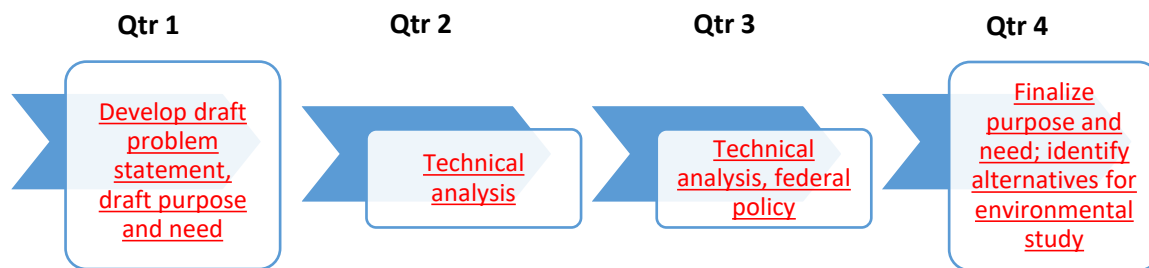 Qtr 1
Qtr 2
Qtr 3
Qtr 4
Develop draft
problem
statement,
draft purpose
and need
Technical
analysis
Technical
analysis, federal
policy
Finalize
purpose and
need; identify
alternatives for
environmental
study